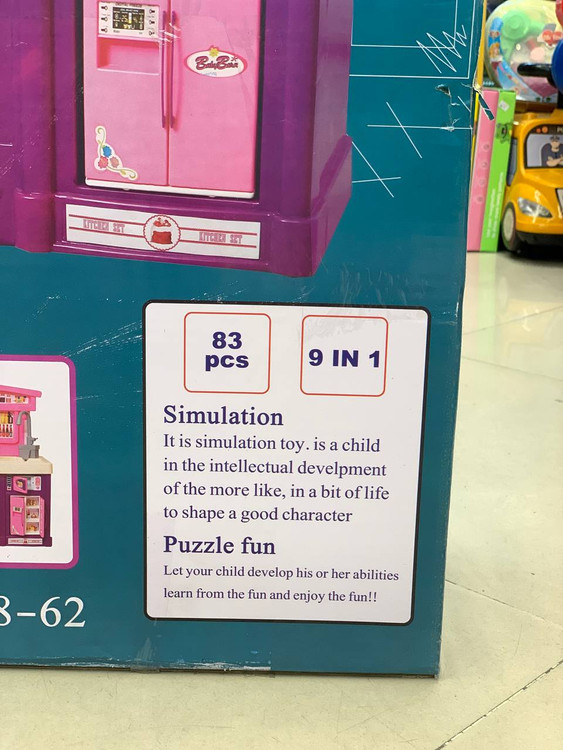 KITCHEN SET
KITCHEN SET
83
pcs
9 IN 1
Simulation
It is simulation toy. is a child
in the intellectual develpment
of the more like, in a bit of life
to shape a good character
Puzzle fun
Let your child develop his or her abilities
learn from the fun and enjoy the fun!!
8-62